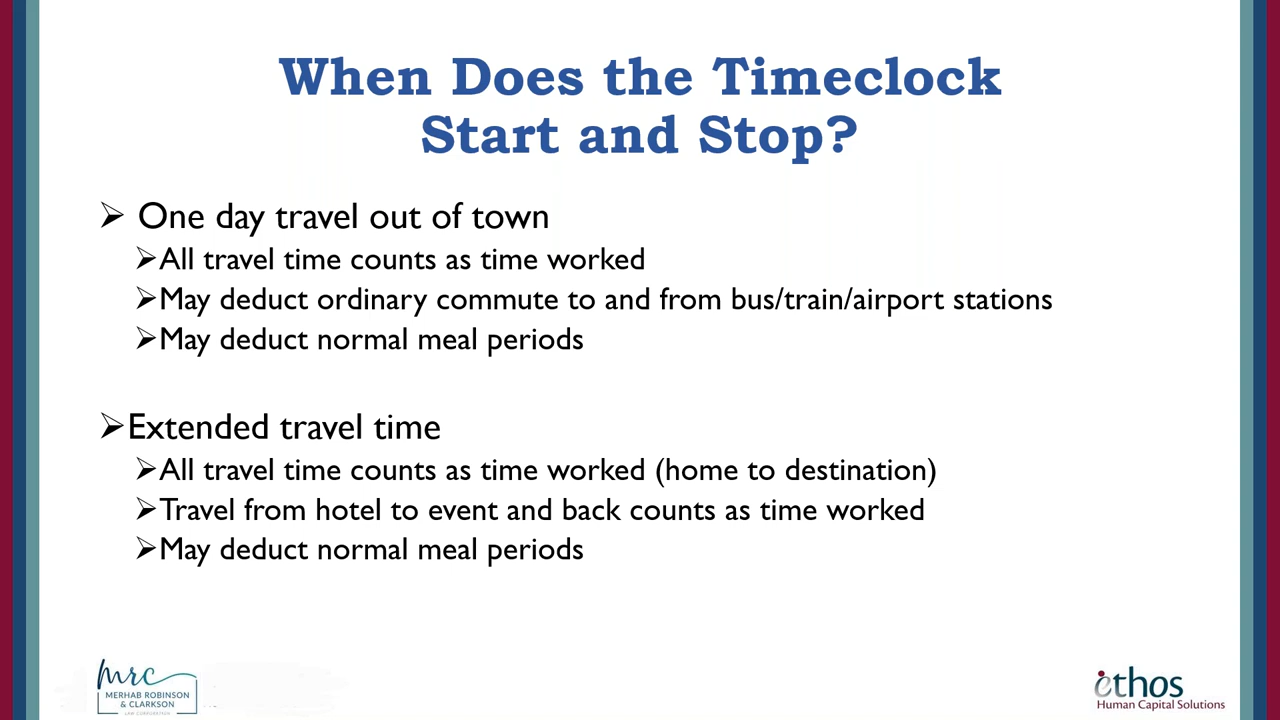 When Does the Timeclock
Start and Stop?
One day travel out of town
All travel time counts as time worked
May deduct ordinary commute to and from bus/train/airport stations
May deduct normal meal periods
Extended travel time
All travel time counts as time worked (home to destination)
Travel from hotel to event and back counts as time worked
May deduct normal meal periods
mrc
MERHAB ROBINSON
& CLARKSON
LAW CORPORATION
ethos
Human Capital Solutions